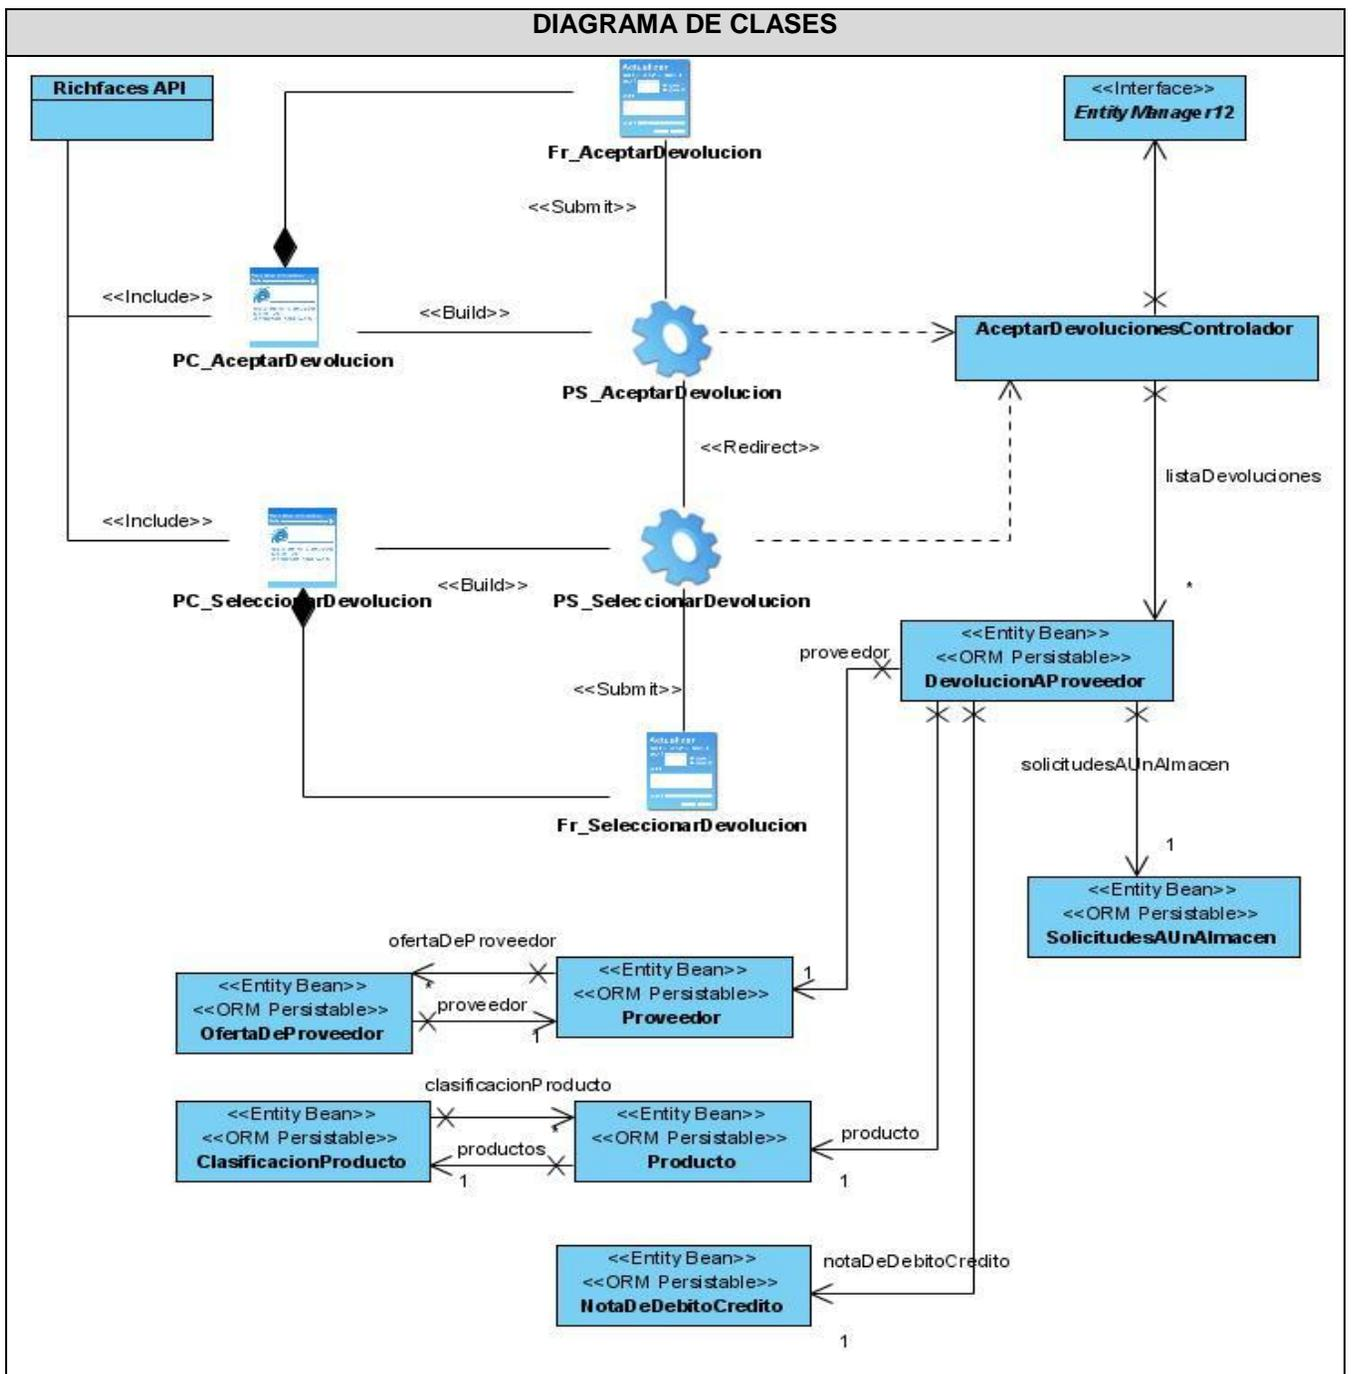 DIAGRAMA DE CLASES
Richfaces API
Actualizar
<<Interface>>
EntityManager12
Fr_AceptarDevolucion
<<Submit>>
<<Include>>
<<Build>>
PC_AceptarDevolucion
PS_AceptarDevolucion
AceptarDevolucionesControlador
<<Redirect>>
listaDevoluciones
<<Include>>
<<Build>>
PC_SeleccionarDevolucion
PS_SeleccionarDevolucion
*
<<Entity Bean>>
<<ORM Persistable>>
DevolucionAProveedor
proveedor
<<Submit>>
Actualizar
solicitudesAUnAlmacen
Fr_SeleccionarDevolucion
1
<<Entity Bean>>
<<ORM Persistable>>
SolicitudesAUnAlmacen
ofertaDeProveedor
<<Entity Bean>>
<<ORM Persistable>>
Proveedor
1
<<Entity Bean>>
<<ORM Persistable>>
OfertaDeProveedor
*
proveedor
1
clasificacionProducto
<<Entity Bean>>
<<ORM Persistable>>
ClasificacionProducto
*
productos
1
<<Entity Bean>>
<<ORM Persistable>>
Producto
producto
1
<<Entity Bean>>
<<ORM Persistable>>
NotaDeDebitoCredito
notaDeDebitoCredito
1